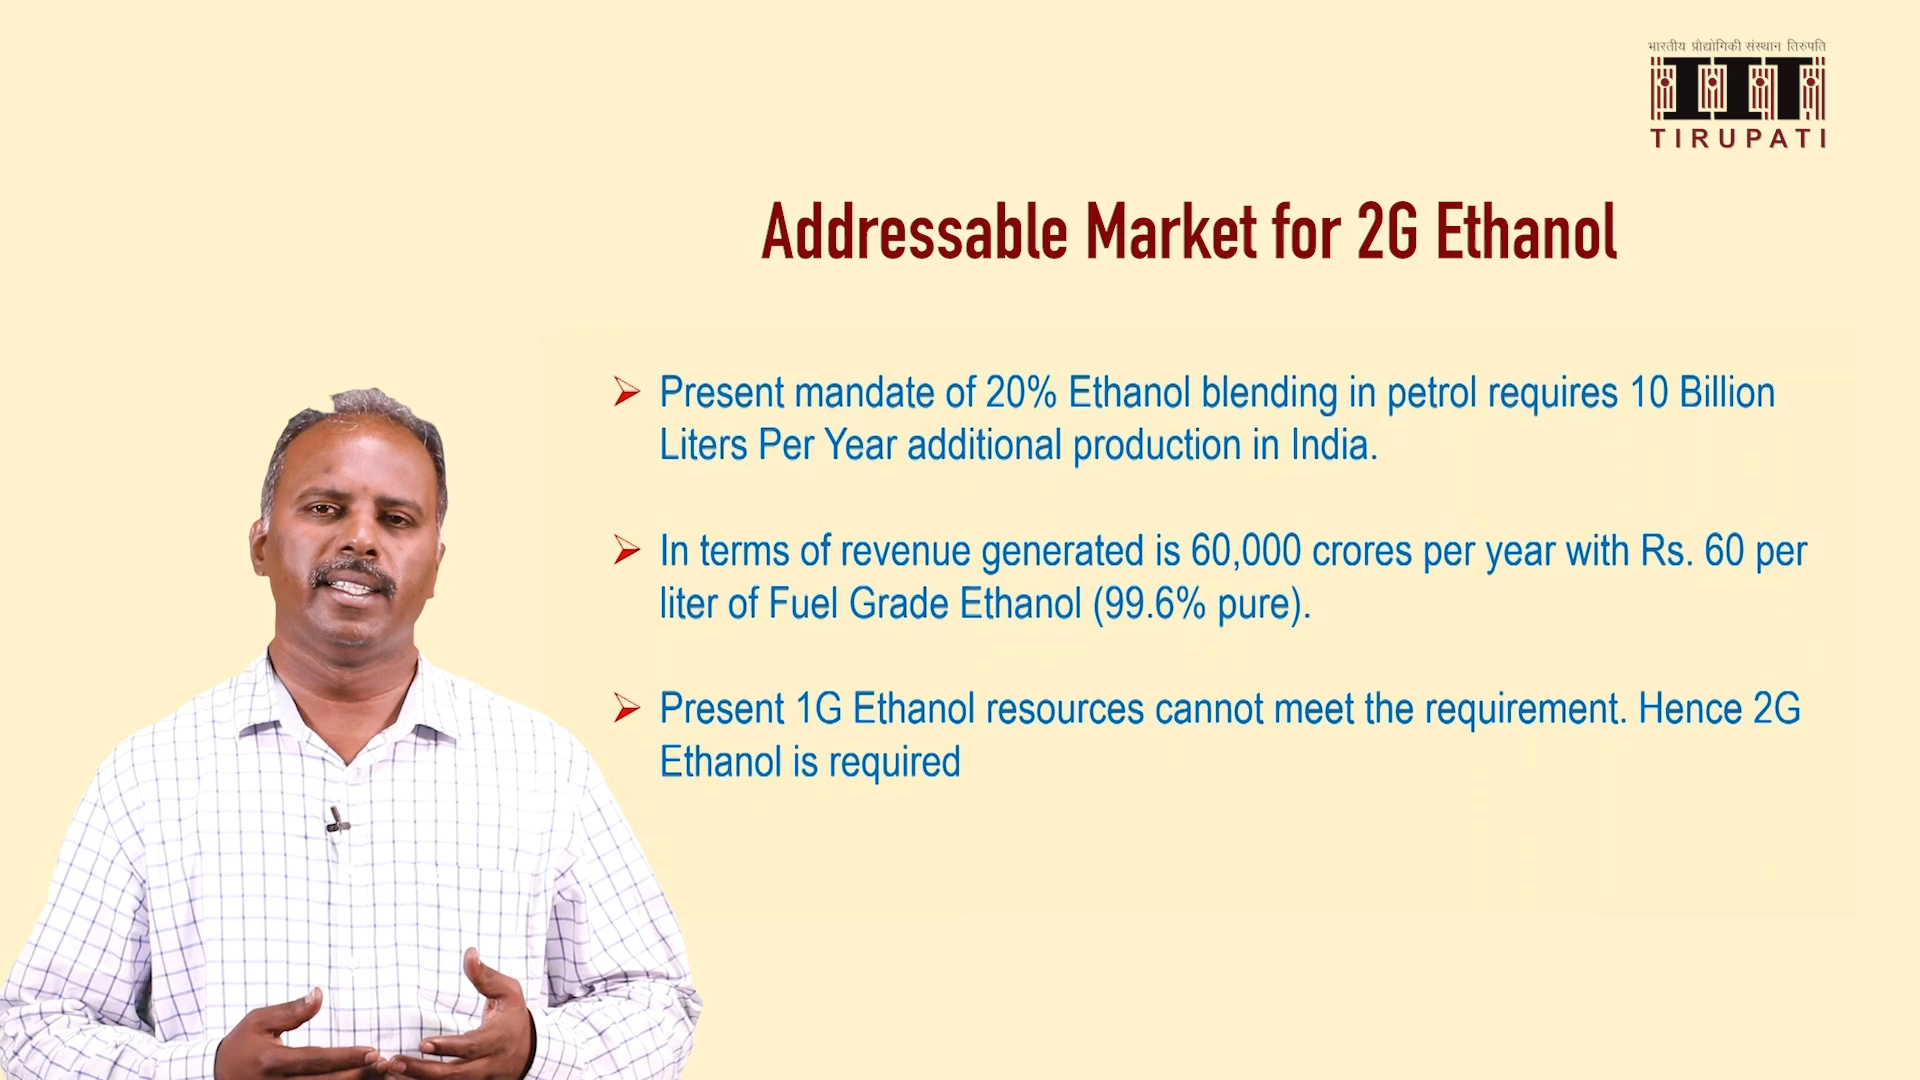 भारतीय प्रौद्योगिकी संस्थान तिरुपति
IIT
TIRUPATI
Addressable Market for 2G Ethanol
Present mandate of 20% Ethanol blending in petrol requires 10 Billion
Liters Per Year additional production in India.
In terms of revenue generated is 60,000 crores per year with Rs. 60 per
liter of Fuel Grade Ethanol (99.6% pure).
Present 1G Ethanol resources cannot meet the requirement. Hence 2G
Ethanol is required